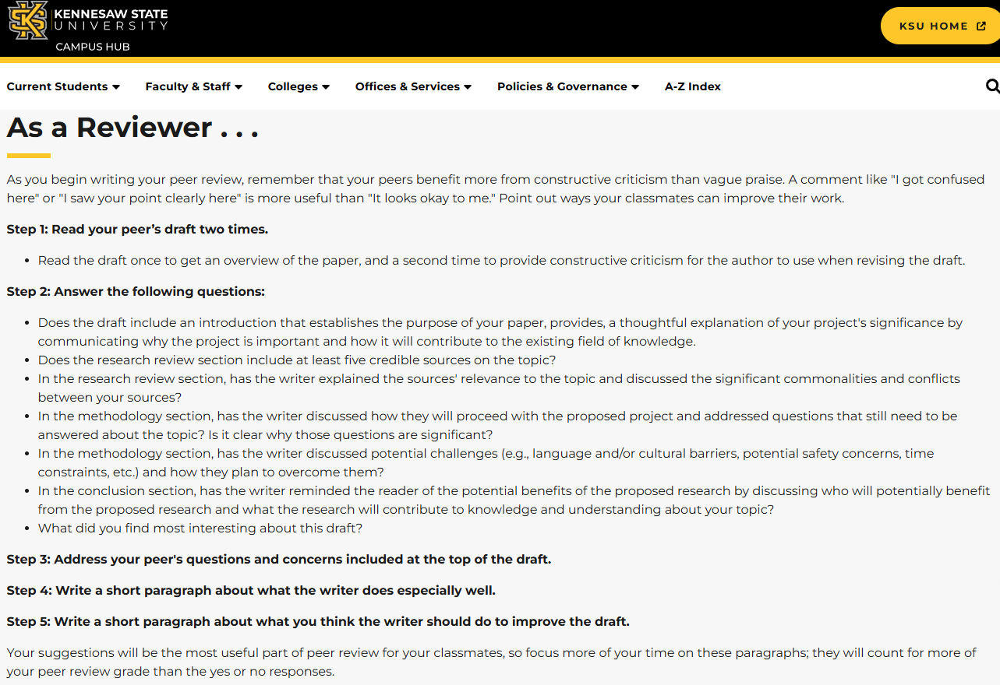 KENNESAW STATE
UNIVERSITY
CAMPUS HUB
KSU HOME
Current Students
Faculty & Staff
Colleges
Offices & Services
Policies & Governance
A-Z Index
As a Reviewer . . .
As you begin writing your peer review, remember that your peers benefit more from constructive criticism than vague praise. A comment like "I got confused
here" or "I saw your point clearly here" is more useful than "It looks okay to me." Point out ways your classmates can improve their work.
Step 1: Read your peer’s draft two times.
• Read the draft once to get an overview of the paper, and a second time to provide constructive criticism for the author to use when revising the draft.
Step 2: Answer the following questions:
• Does the draft include an introduction that establishes the purpose of your paper, provides, a thoughtful explanation of your project's significance by
communicating why the project is important and how it will contribute to the existing field of knowledge.
• Does the research review section include at least five credible sources on the topic?
• In the research review section, has the writer explained the sources' relevance to the topic and discussed the significant commonalities and conflicts
between your sources?
• In the methodology section, has the writer discussed how they will proceed with the proposed project and addressed questions that still need to be
answered about the topic? Is it clear why those questions are significant?
• In the methodology section, has the writer discussed potential challenges (e.g., language and/or cultural barriers, potential safety concerns, time
constraints, etc.) and how they plan to overcome them?
• In the conclusion section, has the writer reminded the reader of the potential benefits of the proposed research by discussing who will potentially benefit
from the proposed research and what the research will contribute to knowledge and understanding about your topic?
• What did you find most interesting about this draft?
Step 3: Address your peer's questions and concerns included at the top of the draft.
Step 4: Write a short paragraph about what the writer does especially well.
Step 5: Write a short paragraph about what you think the writer should do to improve the draft.
Your suggestions will be the most useful part of peer review for your classmates, so focus more of your time on these paragraphs; they will count for more of
your peer review grade than the yes or no responses.